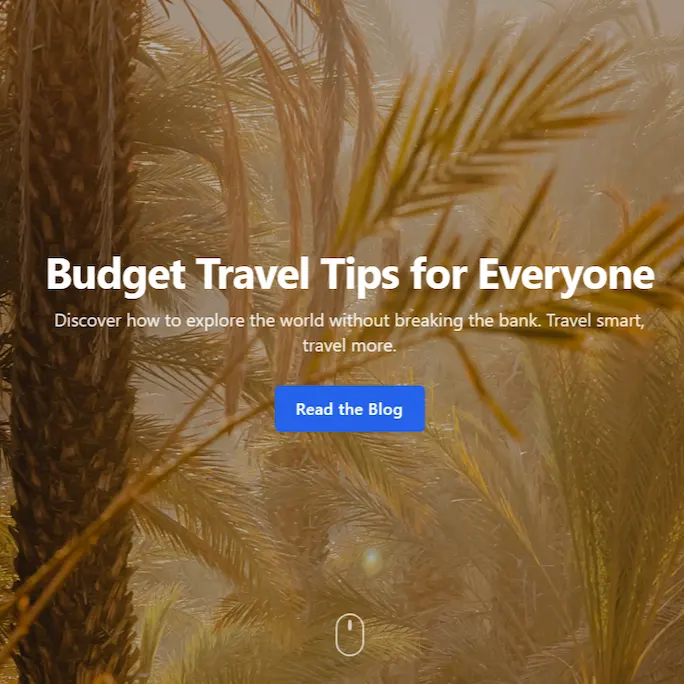 Budget Travel Tips for Everyone
Discover how to explore the world without breaking the bank. Travel smart,
travel more.
Read the Blog